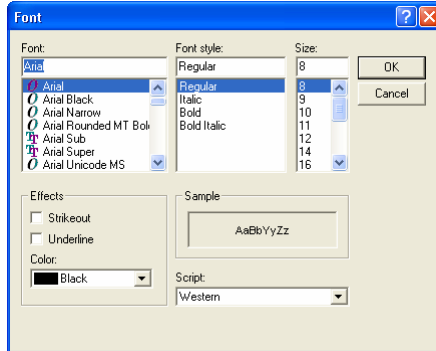 Font
Font:
Arial
Arial
Arial Black
Arial Narrow
Arial Rounded MT Bol
Arial Sub
Arial Super
Arial Unicode MS
Font style:
Regular
Regular
Italic
Bold
Bold Italic
Size:
8
8
9
10
11
12
14
16
OK
Cancel
Effects
Strikeout
Underline
Color:
Black
Sample
AaBbYyZz
Script:
Western